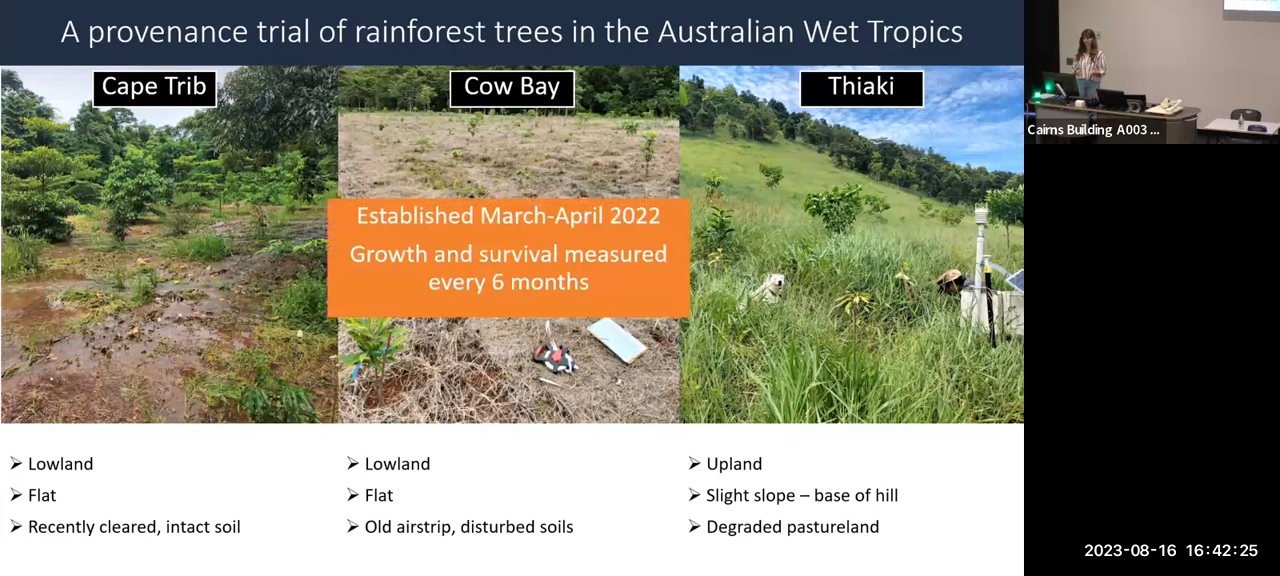 A provenance trial of rainforest trees in the Australian Wet Tropics
Cape Trib
Cow Bay
Thiaki
Established March-April 2022
Growth and survival measured
every 6 months
Cairns Building A003 ...
➢ Lowland
➢ Flat
➢ Recently cleared, intact soil
➢ Lowland
➢ Flat
➢ Old airstrip, disturbed soils
➢ Upland
➢ Slight slope – base of hill
➢ Degraded pastureland
2023-08-16 16:42:25